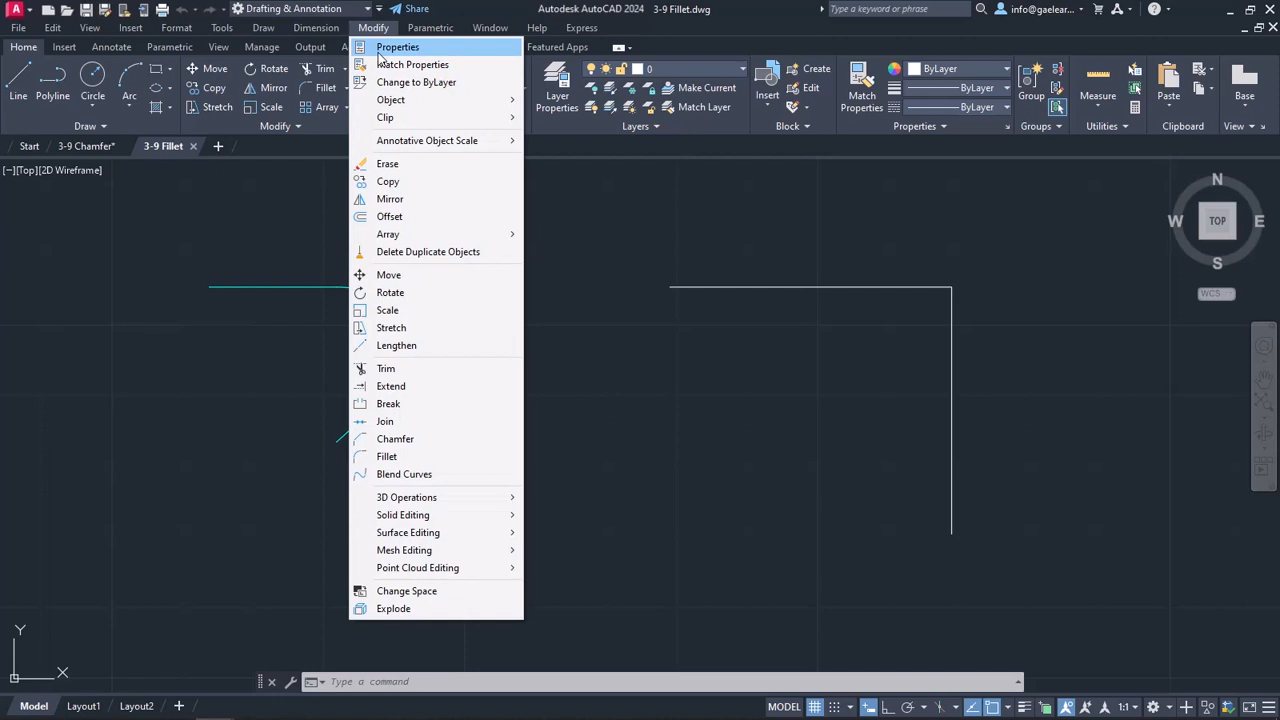 A
Drafting & Annotation
Share
Autodesk AutoCAD 2024
3-9 Fillet.dwg
Type a keyword or phrase
info@gaecler....
File
Edit
View
Insert
Format
Tools
Draw
Dimension
Modify
Parametric
Window
Help
Express
Home
Insert
Annotate
Parametric
View
Manage
Output
Featured Apps
Line
Polyline
Circle
Arc
Draw
Move
Rotate
Trim
Copy
Mirror
Fillet
Stretch
Scale
Array
Modify
Properties
Match Properties
Change to ByLayer
Object
Clip
Annotative Object Scale
Erase
Copy
Mirror
Offset
Array
Delete Duplicate Objects
Move
Rotate
Scale
Stretch
Lengthen
Trim
Extend
Break
Join
Chamfer
Fillet
Blend Curves
3D Operations
Solid Editing
Surface Editing
Mesh Editing
Point Cloud Editing
Change Space
Explode
Layer
Properties
0
Make Current
Match Layer
Layers
Insert
Create
Edit
Block
Match
Properties
ByLayer
ByLayer
ByLayer
Properties
Group
Groups
Measure
Utilities
Paste
Clipboard
Base
View
Start
3-9 Chamfer*
3-9 Fillet
[−][Top][2D Wireframe]
N
W
TOP
E
S
WCS
Y
X
Type a command
Model
Layout1
Layout2
MODEL
1:1